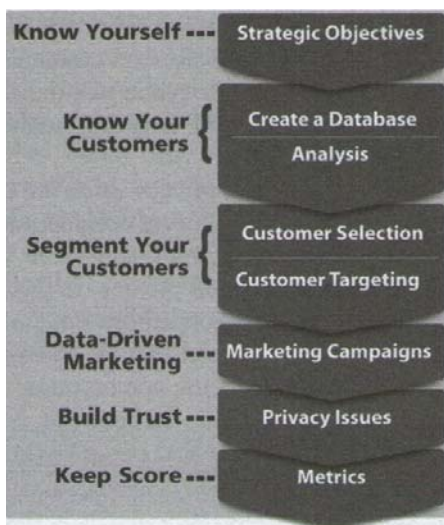 Know Yourself --- Strategic Objectives
Know Your
Customers
Create a Database
Analysis
Segment Your
Customers
Customer Selection
Customer Targeting
Data-Driven
Marketing --- Marketing Campaigns
Build Trust --- Privacy Issues
Keep Score --- Metrics